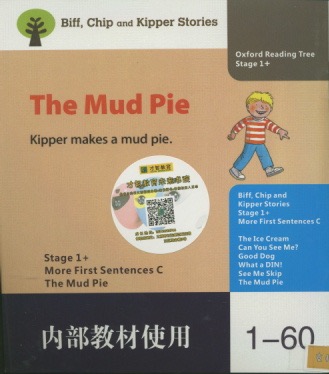 Biff, Chip and Kipper Stories
Oxford Reading Tree
Stage 1+
The Mud Pie
Kipper makes a mud pie.
Biff, Chip and
Kipper Stories
Stage 1+
More First Sentences C
The Ice Cream
Can You See Me?
Good Dog
What a DIN!
See Me Skip
The Mud Pie
Stage 1+
More First Sentences C
The Mud Pie
内部教材使用
1-60